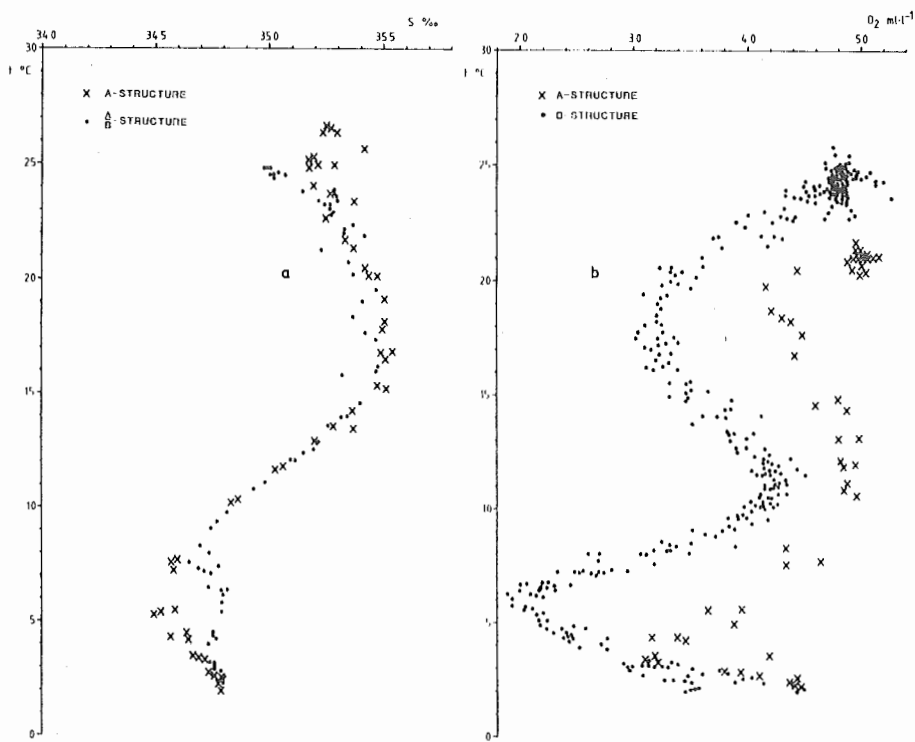 S ‰
34.0 34.5 35.0 35.5
t °C
30
25
20
15
10
5
0
× A-STRUCTURE
• A/B-STRUCTURE
a
O₂ ml·l⁻¹
2.0 3.0 4.0 5.0
t °C
30
25
20
15
10
5
0
× A-STRUCTURE
• B STRUCTURE
b